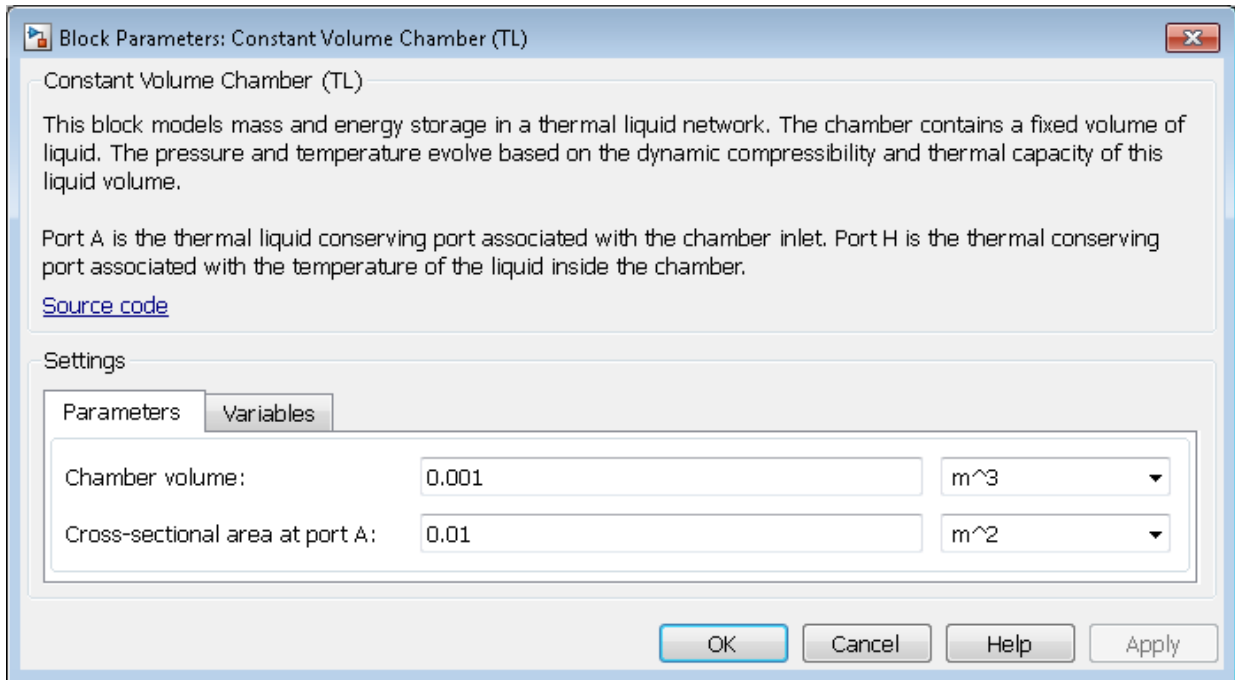 Block Parameters: Constant Volume Chamber (TL)
Constant Volume Chamber (TL)
This block models mass and energy storage in a thermal liquid network. The chamber contains a fixed volume of
liquid. The pressure and temperature evolve based on the dynamic compressibility and thermal capacity of this
liquid volume.
Port A is the thermal liquid conserving port associated with the chamber inlet. Port H is the thermal conserving
port associated with the temperature of the liquid inside the chamber.
Source code
Settings
Parameters Variables
Chamber volume: 0.001 m^3
Cross-sectional area at port A: 0.01 m^2
OK Cancel Help Apply